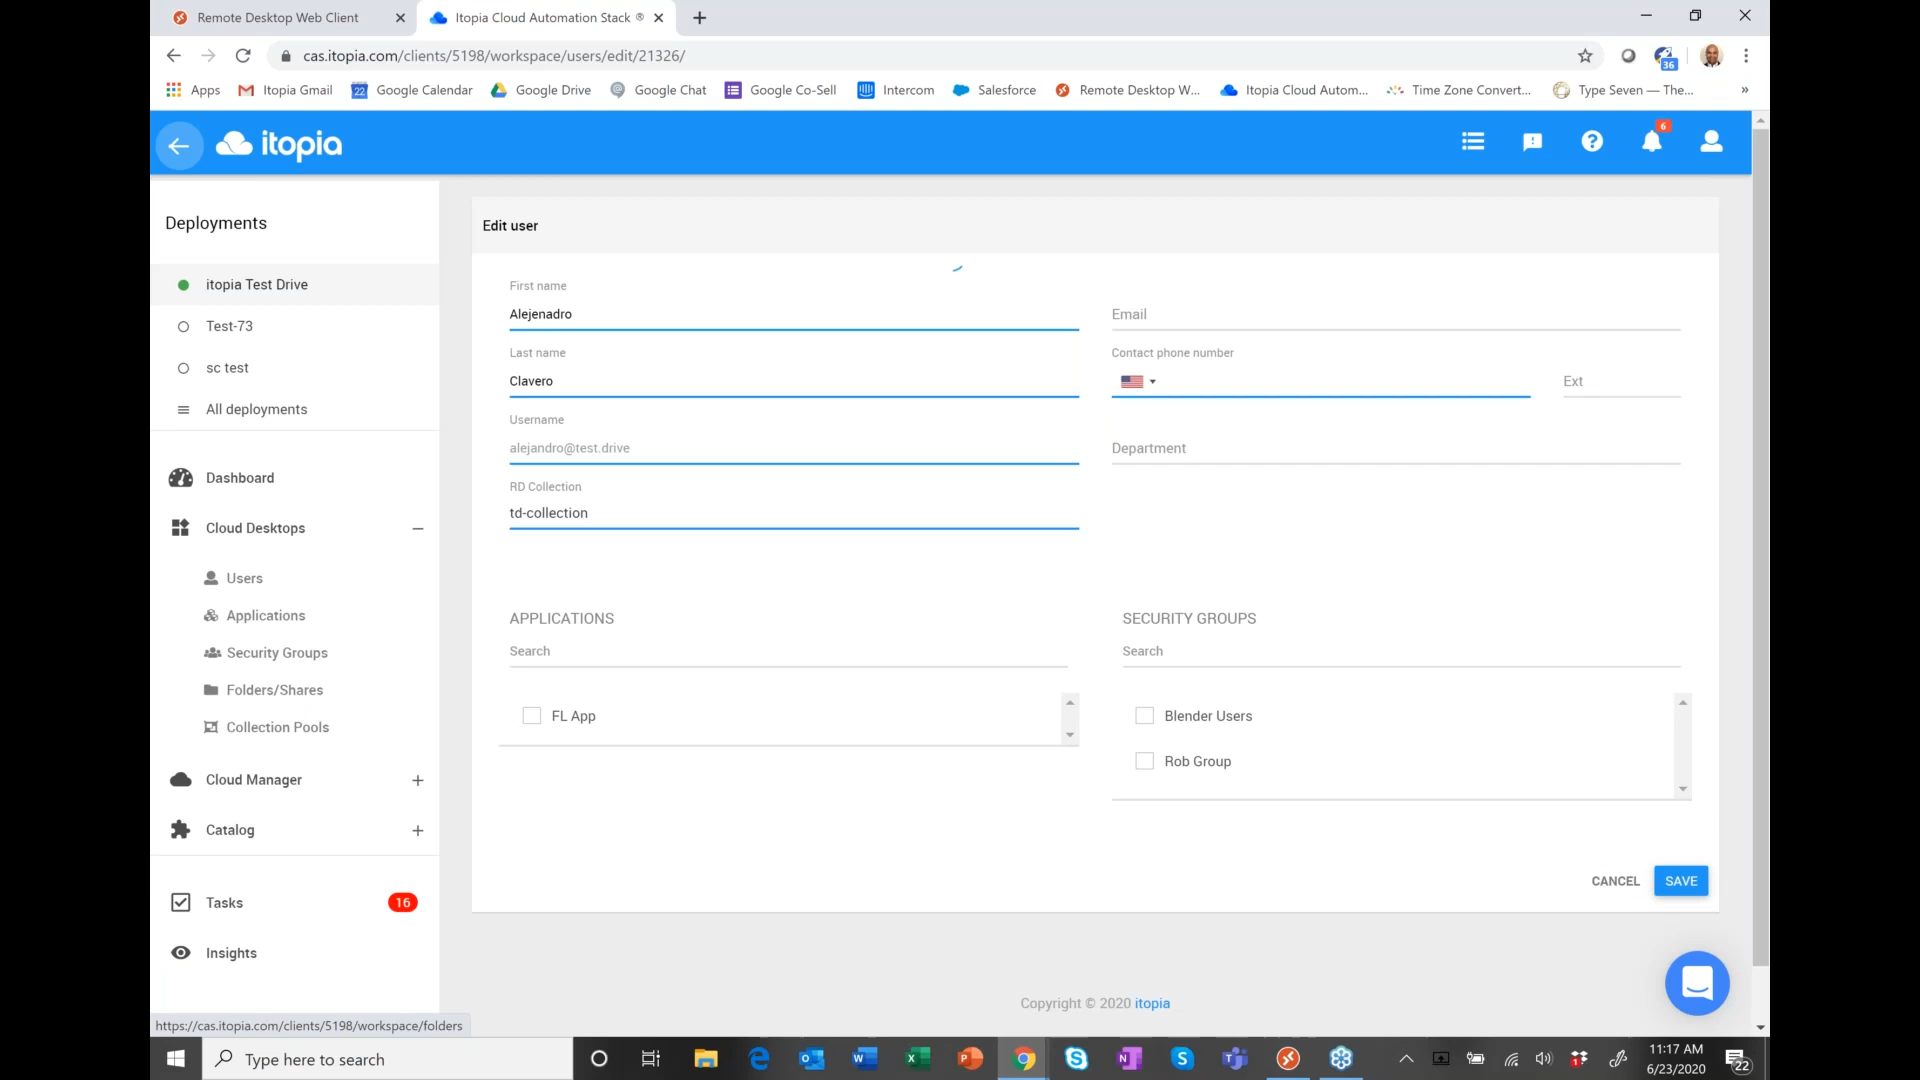 Remote Desktop Web Client
Itopia Cloud Automation Stack ®
cas.itopia.com/clients/5198/workspace/users/edit/21326/
36
Apps
Itopia Gmail
22
Google Calendar
Google Drive
Google Chat
Google Co-Sell
Intercom
Salesforce
Remote Desktop W...
Itopia Cloud Autom...
Time Zone Convert...
Type Seven — The...
»
itopia
6
Deployments
itopia Test Drive
Test-73
sc test
All deployments
Dashboard
Cloud Desktops
Users
Applications
Security Groups
Folders/Shares
Collection Pools
Cloud Manager
Catalog
Tasks
16
Insights
Edit user
First name
Alejenadro
Email
Last name
Clavero
Contact phone number
Ext
Username
alejandro@test.drive
Department
RD Collection
td-collection
APPLICATIONS
Search
FL App
SECURITY GROUPS
Search
Blender Users
Rob Group
CANCEL
SAVE
Copyright © 2020 itopia
https://cas.itopia.com/clients/5198/workspace/folders
Type here to search
11:17 AM
6/23/2020
22